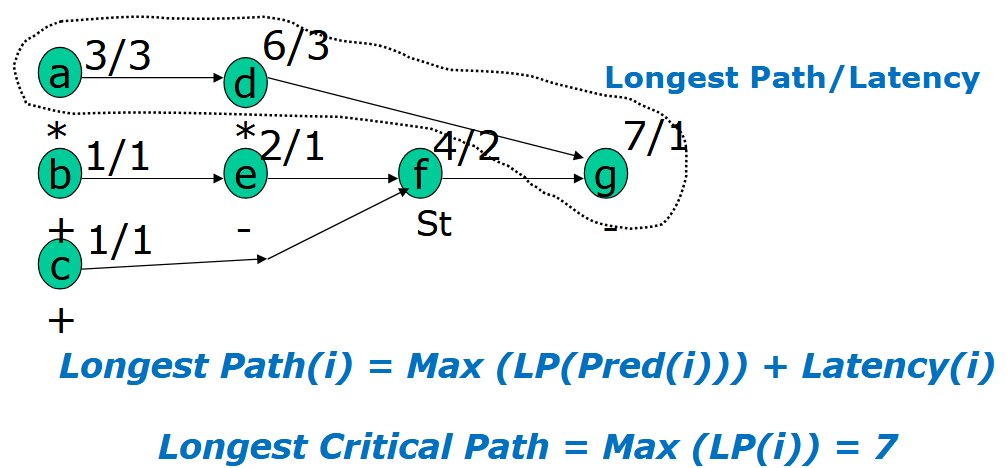 a 3/3 d 6/3
Longest Path/Latency
* * 7/1
b 1/1 e 2/1 f 4/2 g
+ - St -
c 1/1
+
Longest Path(i) = Max (LP(Pred(i))) + Latency(i)
Longest Critical Path = Max (LP(i)) = 7